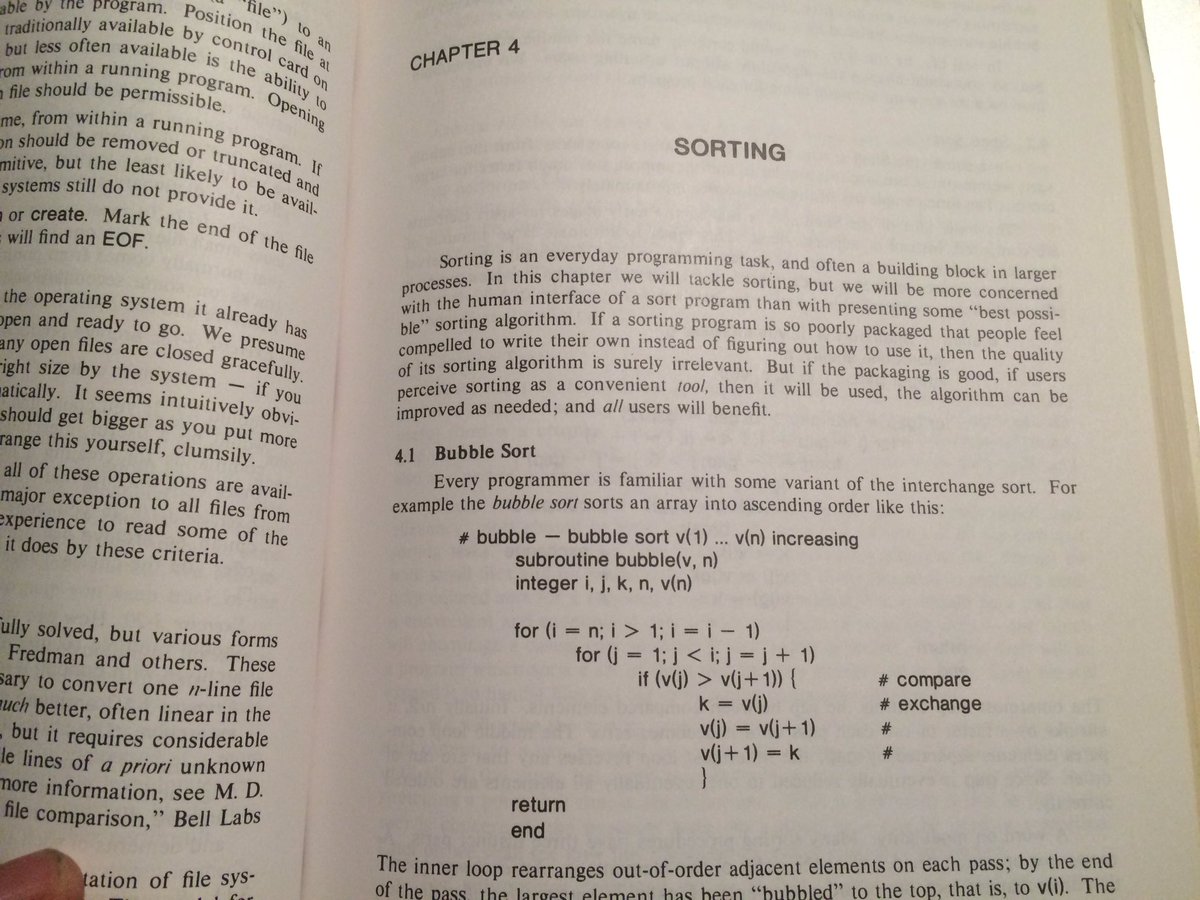 able by the program. Position the file at
"file") to an
traditionally available by control card on
but less often available is the ability to
from within a running program. Opening
file should be permissible.
me, from within a running program. If
on should be removed or truncated and
mitive, but the least likely to be avail-
systems still do not provide it.
or create. Mark the end of the file
will find an EOF.
the operating system it already has
open and ready to go. We presume
any open files are closed gracefully.
right size by the system — if you
matically. It seems intuitively obvi-
should get bigger as you put more
range this yourself, clumsily.
all of these operations are avail-
major exception to all files from
experience to read some of the
it does by these criteria.
fully solved, but various forms
Fredman and others. These
sary to convert one n-line file
much better, often linear in the
, but it requires considerable
le lines of a priori unknown
more information, see M. D.
file comparison," Bell Labs
tation of file sys-
CHAPTER 4
SORTING
Sorting is an everyday programming task, and often a building block in larger
processes. In this chapter we will tackle sorting, but we will be more concerned
with the human interface of a sort program than with presenting some "best possi-
ble" sorting algorithm. If a sorting program is so poorly packaged that people feel
compelled to write their own instead of figuring out how to use it, then the quality
of its sorting algorithm is surely irrelevant. But if the packaging is good, if users
perceive sorting as a convenient tool, then it will be used, the algorithm can be
improved as needed; and all users will benefit.
4.1 Bubble Sort
Every programmer is familiar with some variant of the interchange sort. For
example the bubble sort sorts an array into ascending order like this:
# bubble — bubble sort v(1) ... v(n) increasing
subroutine bubble(v, n)
integer i, j, k, n, v(n)
for (i = n; i > 1; i = i − 1)
for (j = 1; j < i; j = j + 1)
if (v(j) > v(j+1)) { # compare
k = v(j) # exchange
v(j) = v(j+1) #
v(j+1) = k #
}
return
end
The inner loop rearranges out-of-order adjacent elements on each pass; by the end
of the pass, the largest element has been "bubbled" to the top, that is, to v(i). The